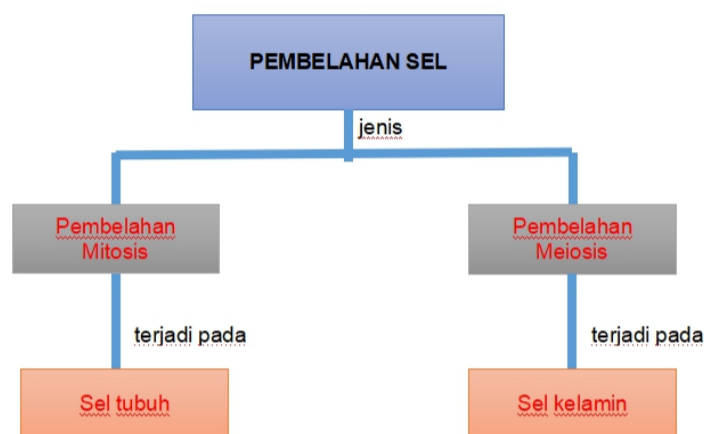 PEMBELAHAN SEL
jenis
Pembelahan
Mitosis
Pembelahan
Meiosis
terjadi pada
terjadi pada
Sel tubuh
Sel kelamin